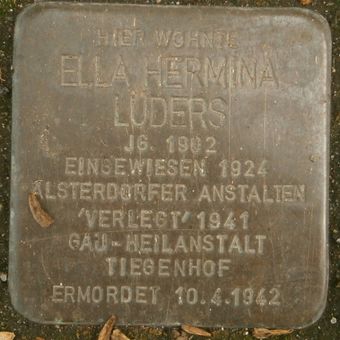 HIER WOHNTE
ELLA HERMINA
LÜDERS
JG. 1902
EINGEWIESEN 1924
ALSTERDORFER ANSTALTEN
'VERLEGT' 1941
GAU-HEILANSTALT
TIEGENHOF
ERMORDET 10.4.1942